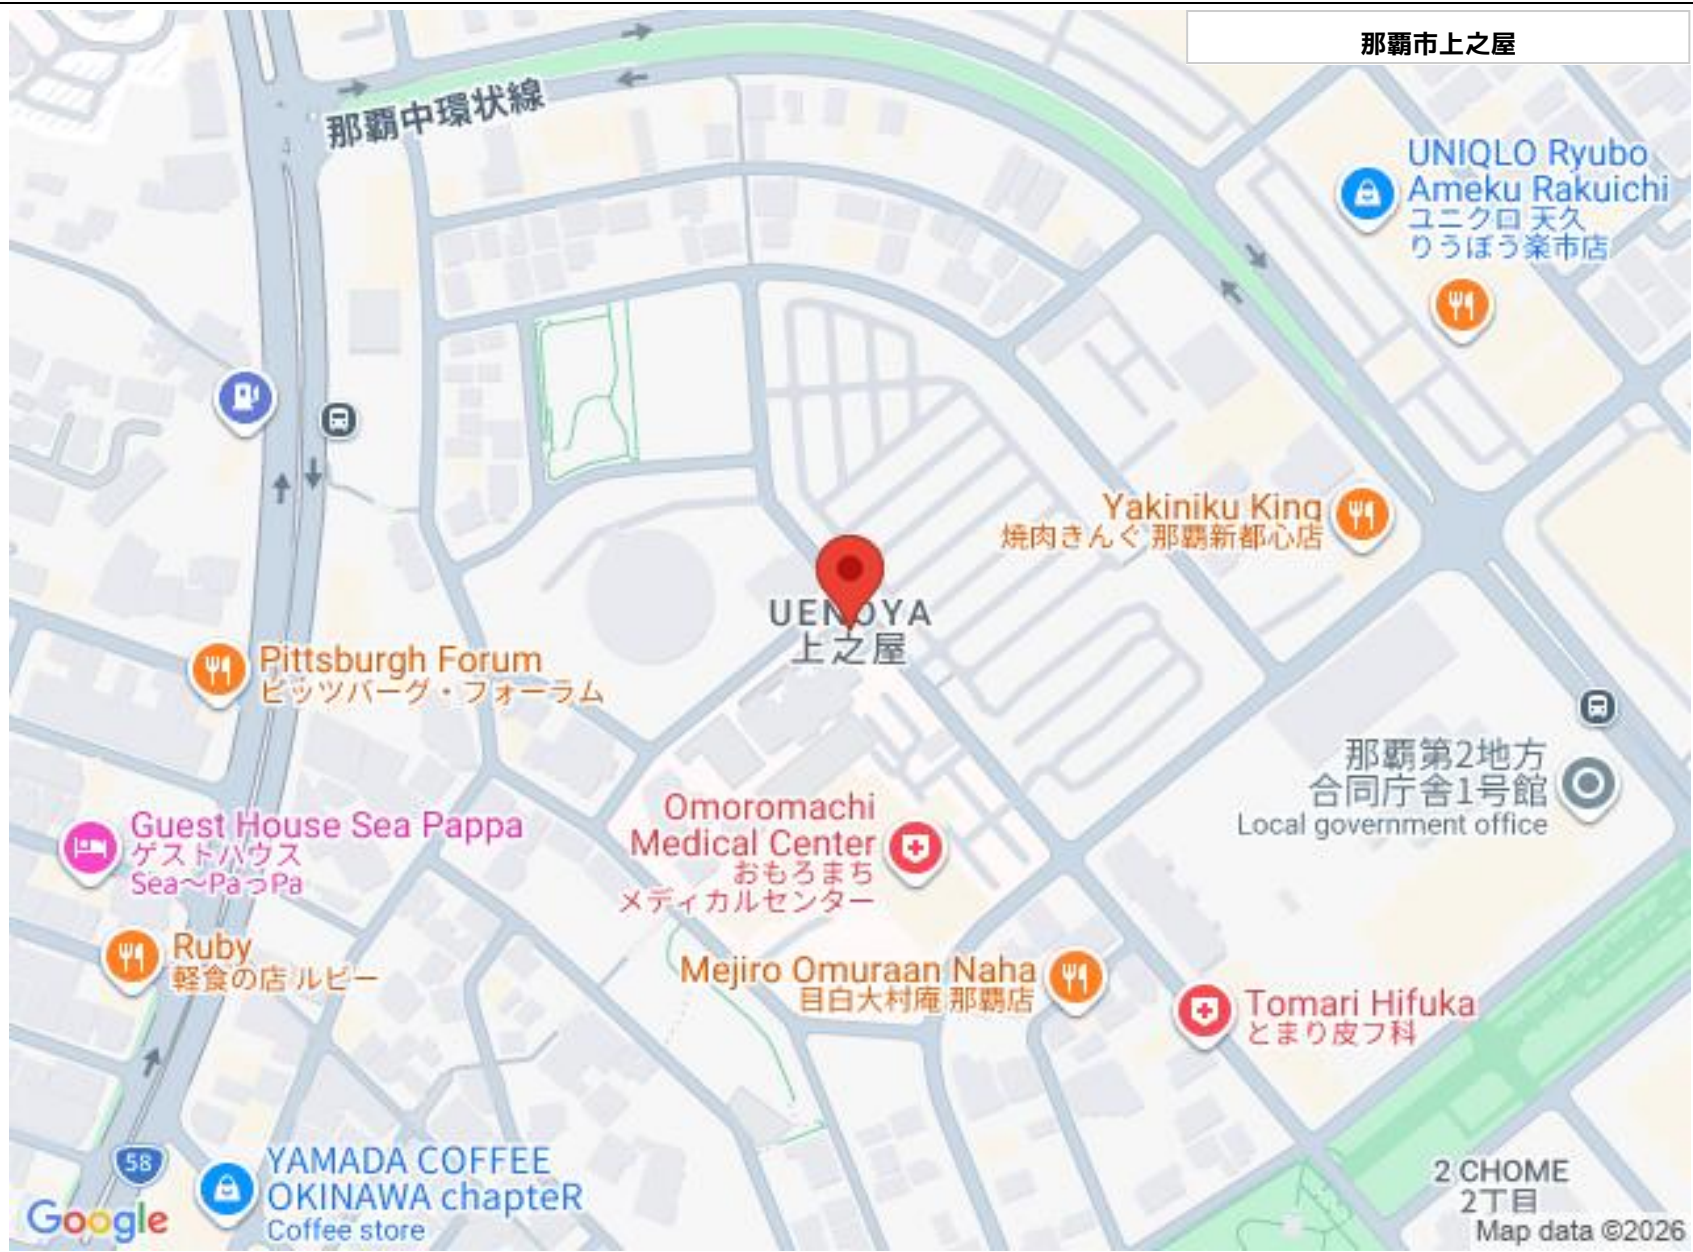 那覇市上之屋
那覇中環状線
UNIQLO Ryubo
Ameku Rakuichi
ユニクロ 天久
りうぼう楽市店
Yakiniku King
焼肉きんぐ 那覇新都心店
UENOYA
上之屋
Pittsburgh Forum
ピッツバーグ・フォーラム
那覇第2地方
合同庁舎1号館
Local government office
Omoromachi
Medical Center
おもろまち
メディカルセンター
Guest House Sea Pappa
ゲストハウス
Sea～PaっPa
Ruby
軽食の店 ルビー
Mejiro Omuraan Naha
目白大村庵 那覇店
Tomari Hifuka
とまり皮フ科
58
YAMADA COFFEE
OKINAWA chapteR
Coffee store
2 CHOME
2丁目
Google
Map data ©2026